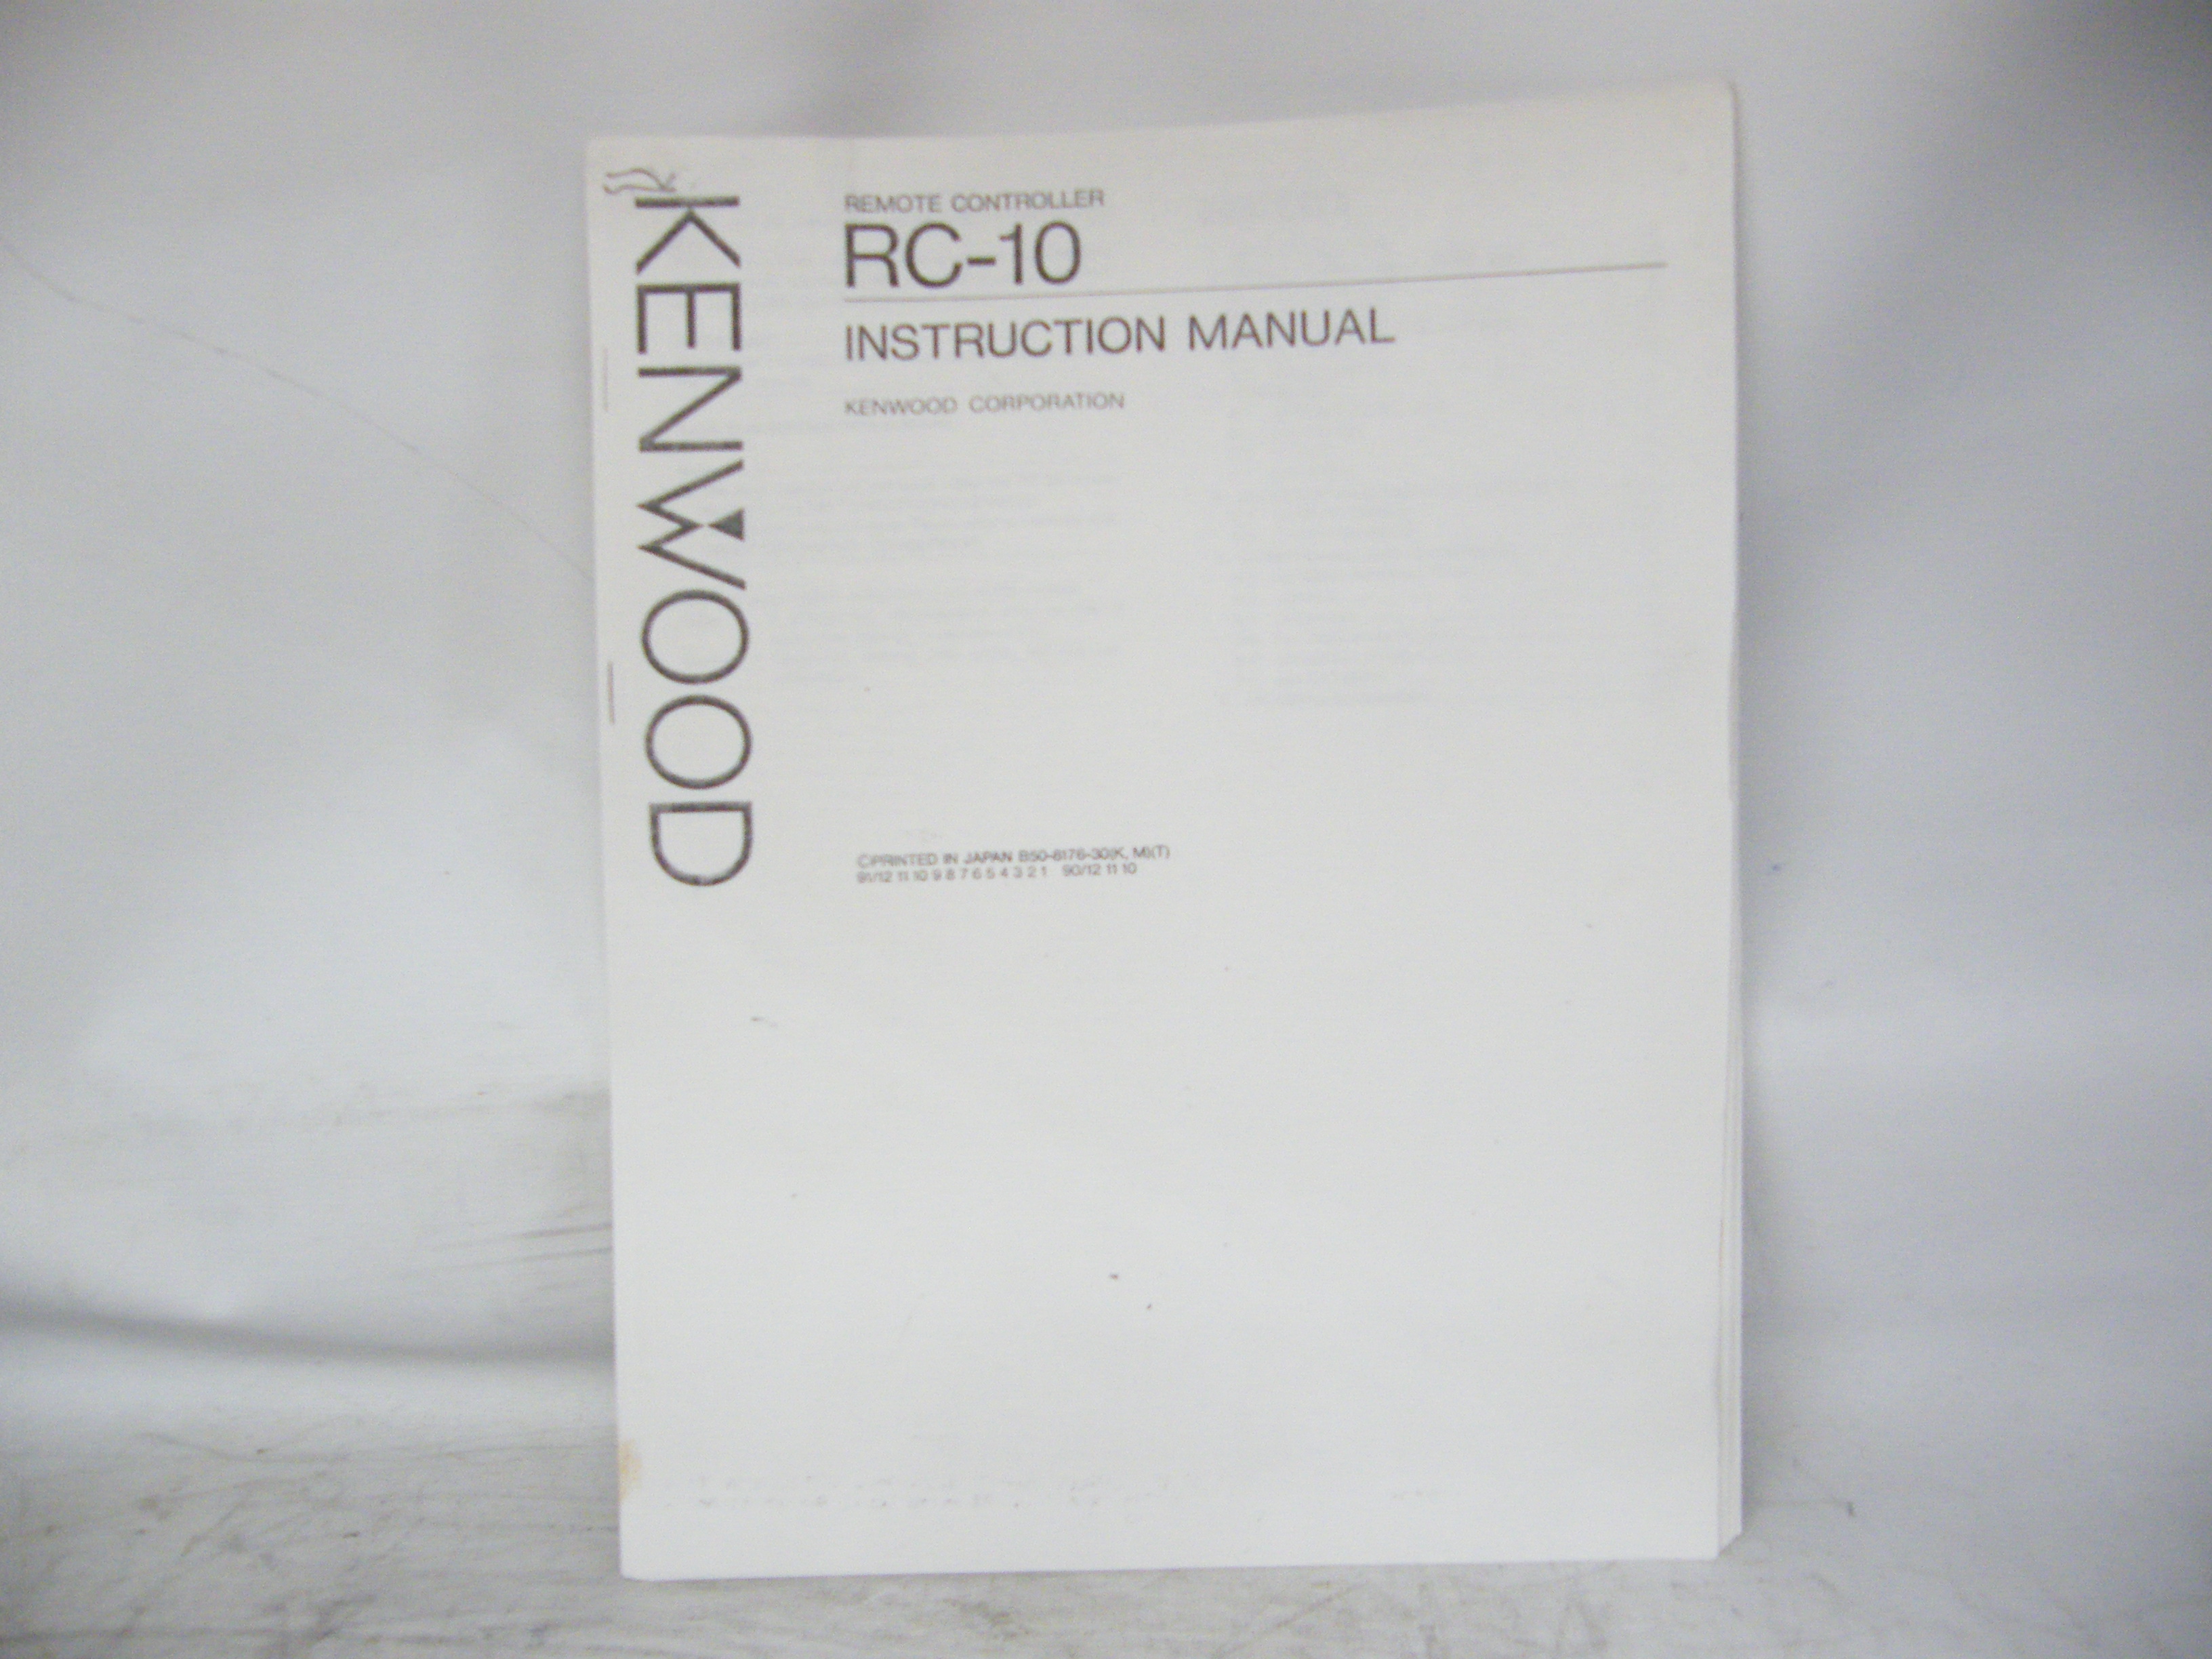 KENWOOD
REMOTE CONTROLLER
RC-10
INSTRUCTION MANUAL
KENWOOD CORPORATION
©PRINTED IN JAPAN B50-8176-30(K, M)(T)
91/12 11 10 9 8 7 6 5 4 3 2 1 90/12 11 10